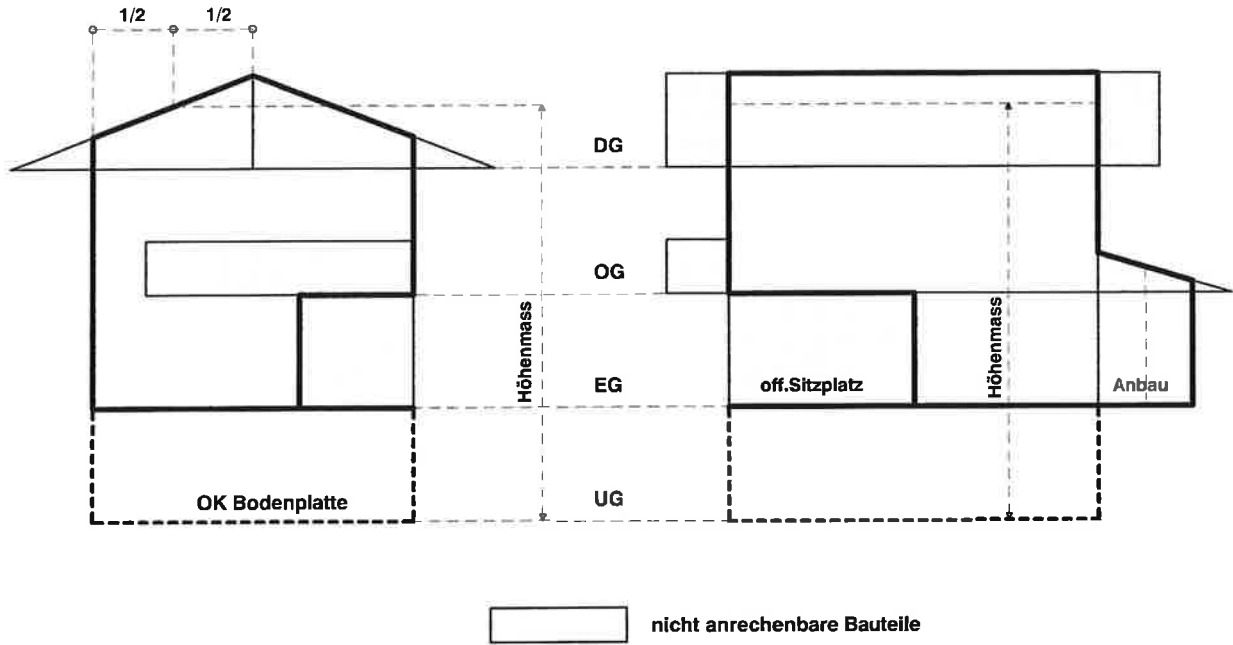 1/2 1/2
DG
OG
EG
UG
Höhenmass
OK Bodenplatte
off.Sitzplatz
Höhenmass
Anbau
nicht anrechenbare Bauteile